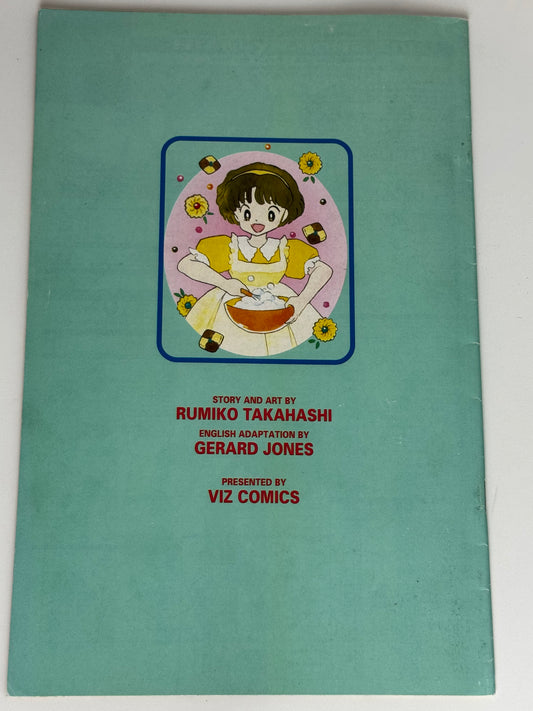 STORY AND ART BY
RUMIKO TAKAHASHI
ENGLISH ADAPTATION BY
GERARD JONES
PRESENTED BY
VIZ COMICS